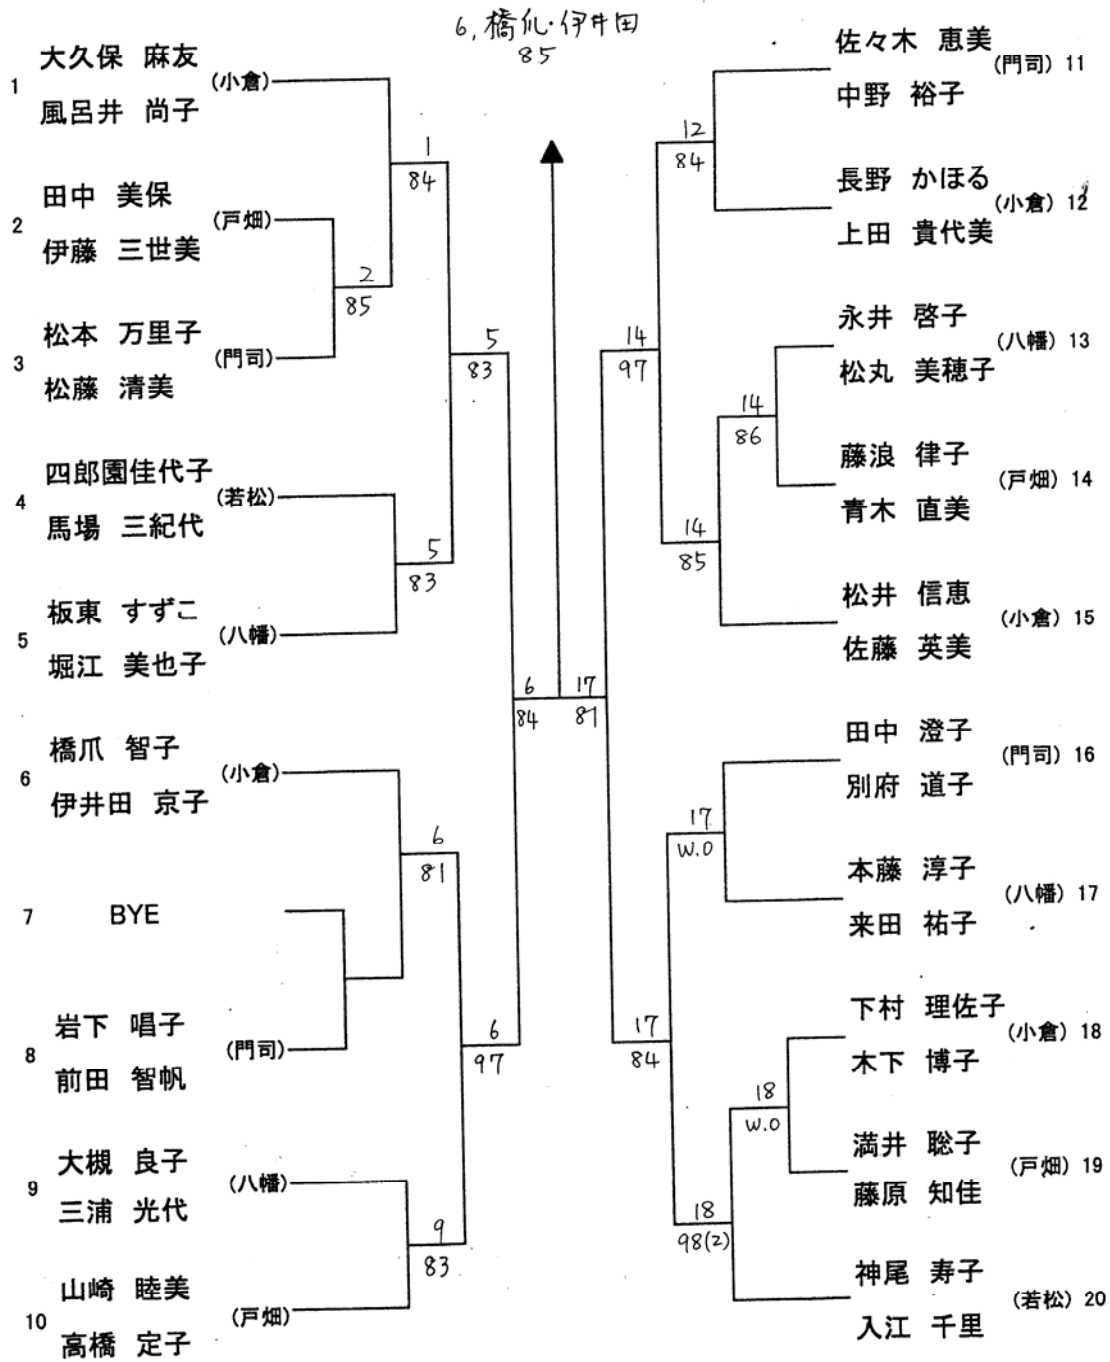 6, 橋爪・伊井田
85
1 大久保 麻友
風呂井 尚子
(小倉)
2 田中 美保
伊藤 三世美
(戸畑)
3 松本 万里子
松藤 清美
(門司)
4 四郎園佳代子
馬場 三紀代
(若松)
5 板東 すずこ
堀江 美也子
(八幡)
6 橋爪 智子
伊井田 京子
(小倉)
7 BYE
8 岩下 唱子
前田 智帆
(門司)
9 大槻 良子
三浦 光代
(八幡)
10 山崎 睦美
高橋 定子
(戸畑)
1
84
2
85
5
83
5
83
6
84
6
81
6
97
9
83
17
81
14
97
12
84
14
86
14
85
17
W.O
17
84
18
W.O
18
98(2)
佐々木 恵美
中野 裕子
(門司) 11
長野 かほる
上田 貴代美
(小倉) 12
永井 啓子
松丸 美穂子
(八幡) 13
藤浪 律子
青木 直美
(戸畑) 14
松井 信恵
佐藤 英美
(小倉) 15
田中 澄子
別府 道子
(門司) 16
本藤 淳子
来田 祐子
(八幡) 17
下村 理佐子
木下 博子
(小倉) 18
満井 聡子
藤原 知佳
(戸畑) 19
神尾 寿子
入江 千里
(若松) 20